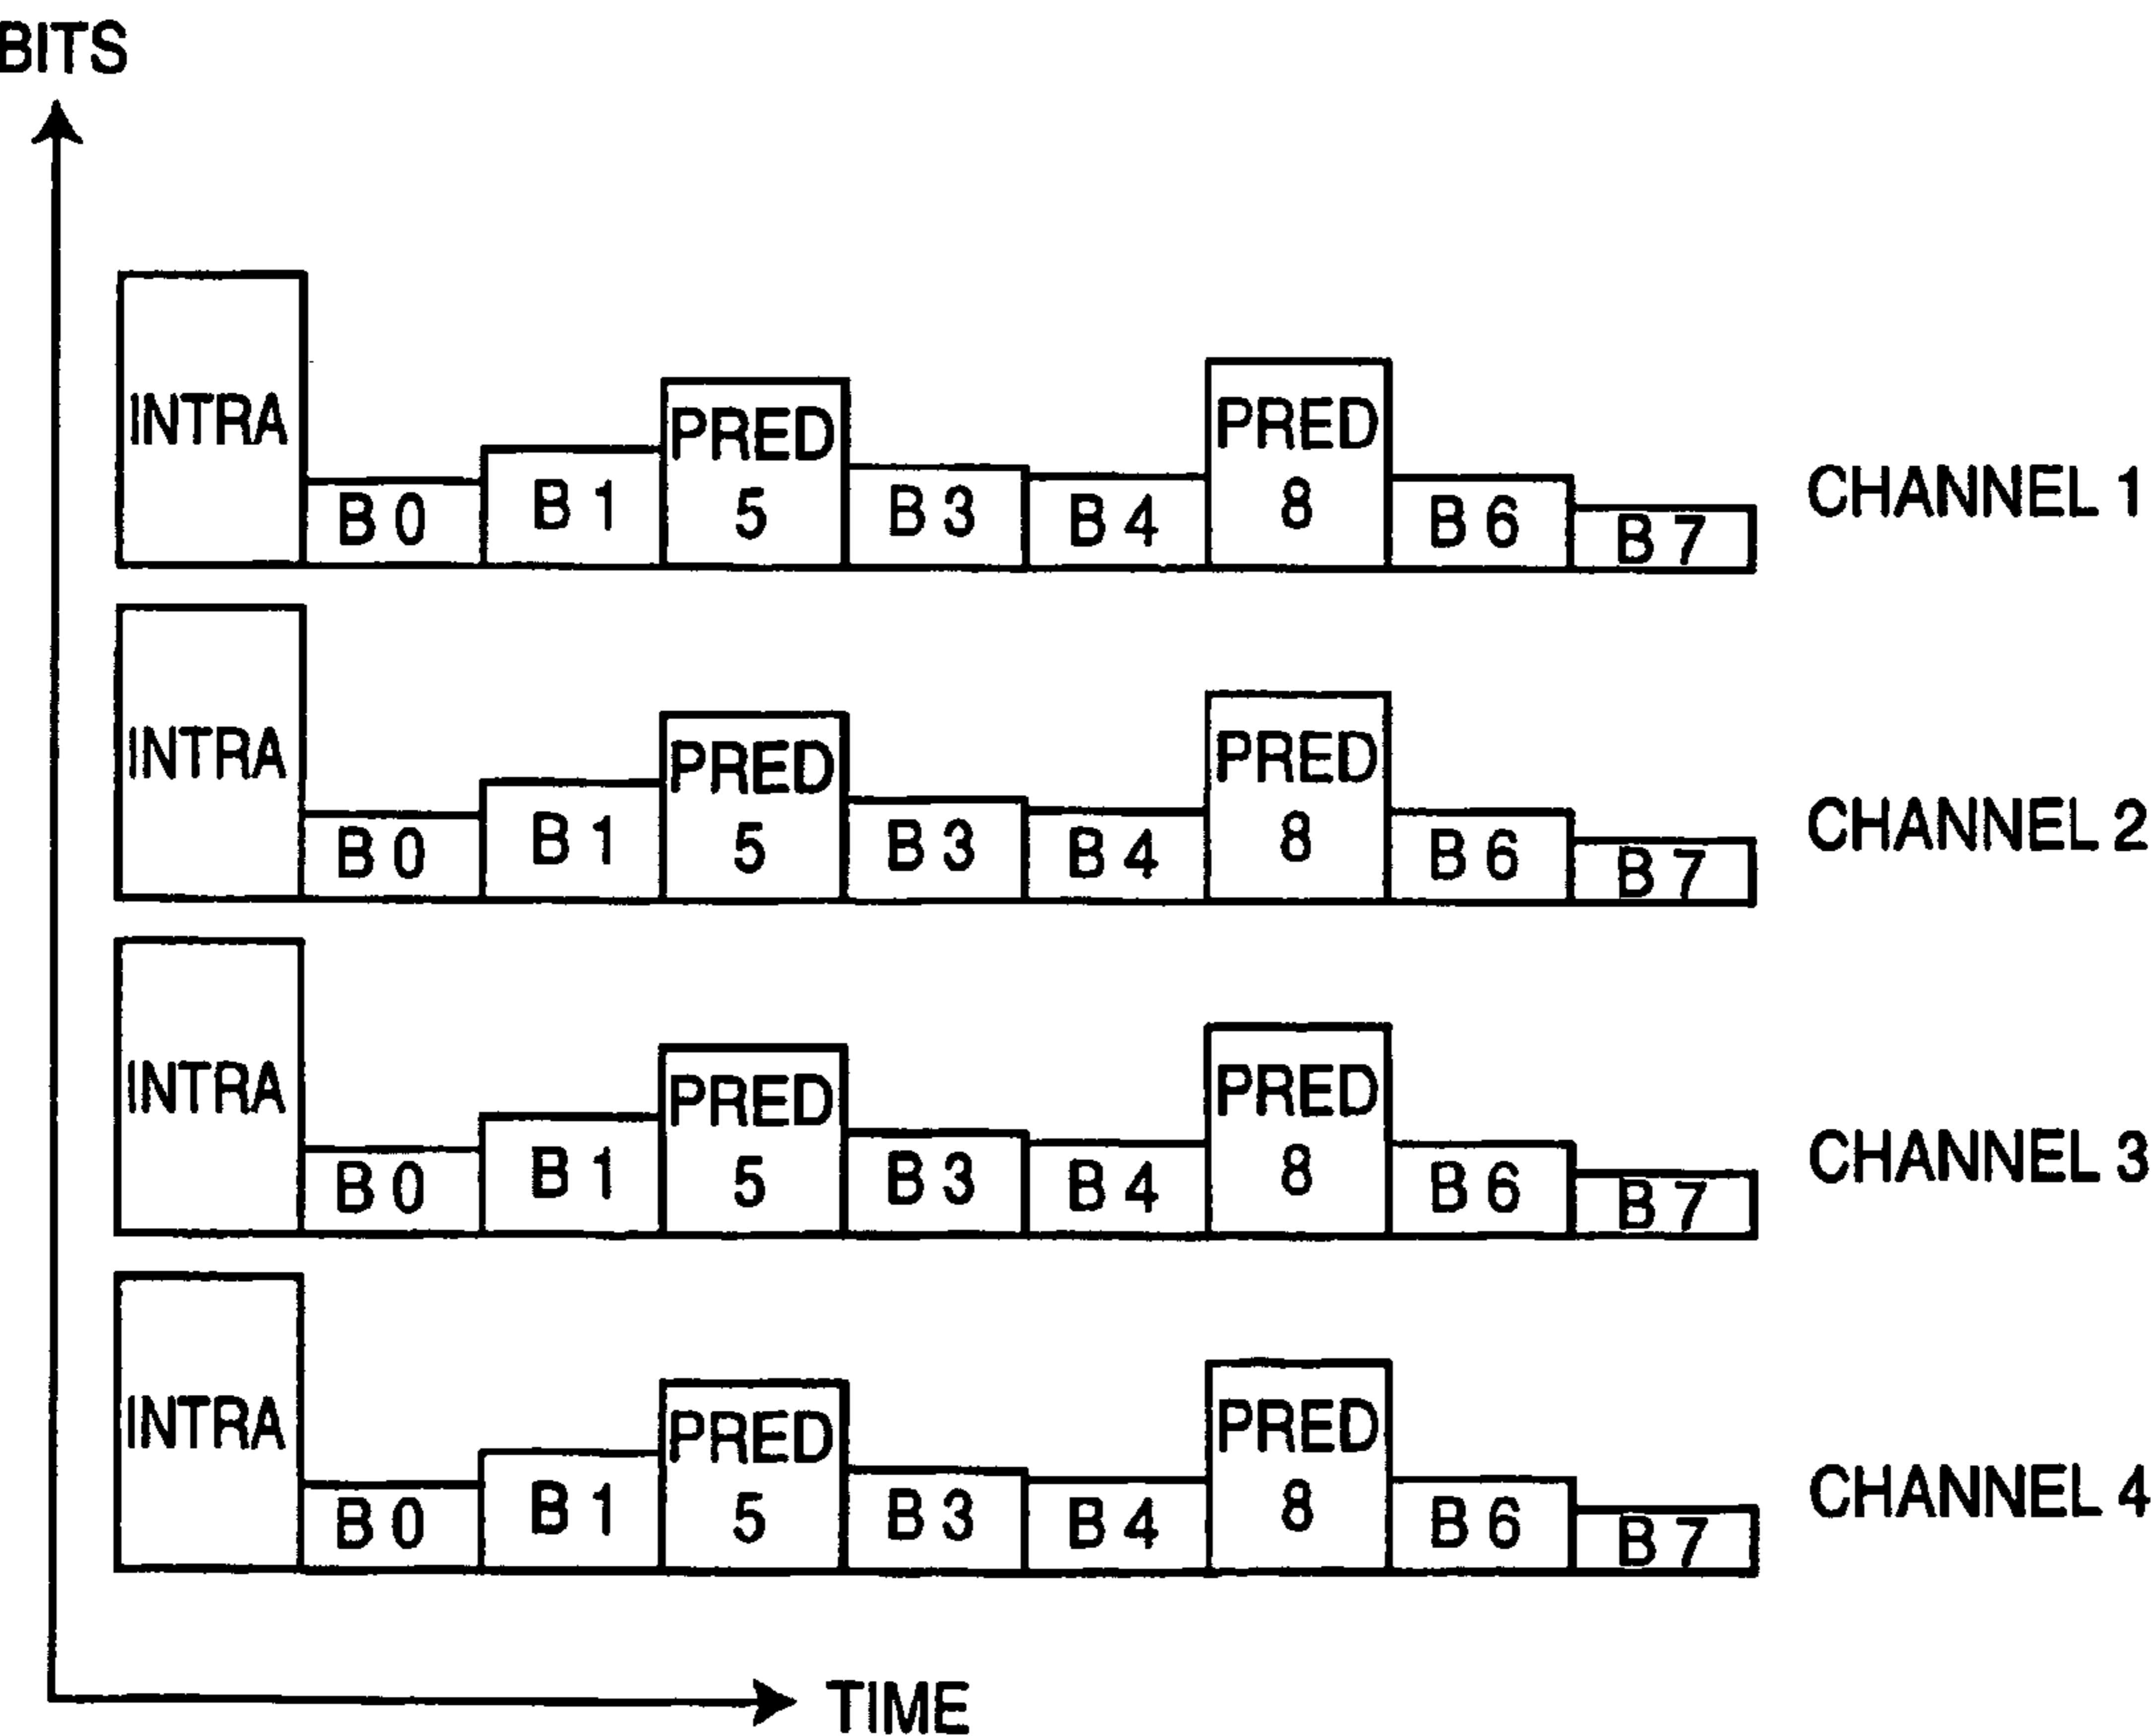 BITS
INTRA B 0 B 1 PRED 5 B 3 B 4 PRED 8 B 6 B 7 CHANNEL 1
INTRA B 0 B 1 PRED 5 B 3 B 4 PRED 8 B 6 B 7 CHANNEL 2
INTRA B 0 B 1 PRED 5 B 3 B 4 PRED 8 B 6 B 7 CHANNEL 3
INTRA B 0 B 1 PRED 5 B 3 B 4 PRED 8 B 6 B 7 CHANNEL 4
TIME